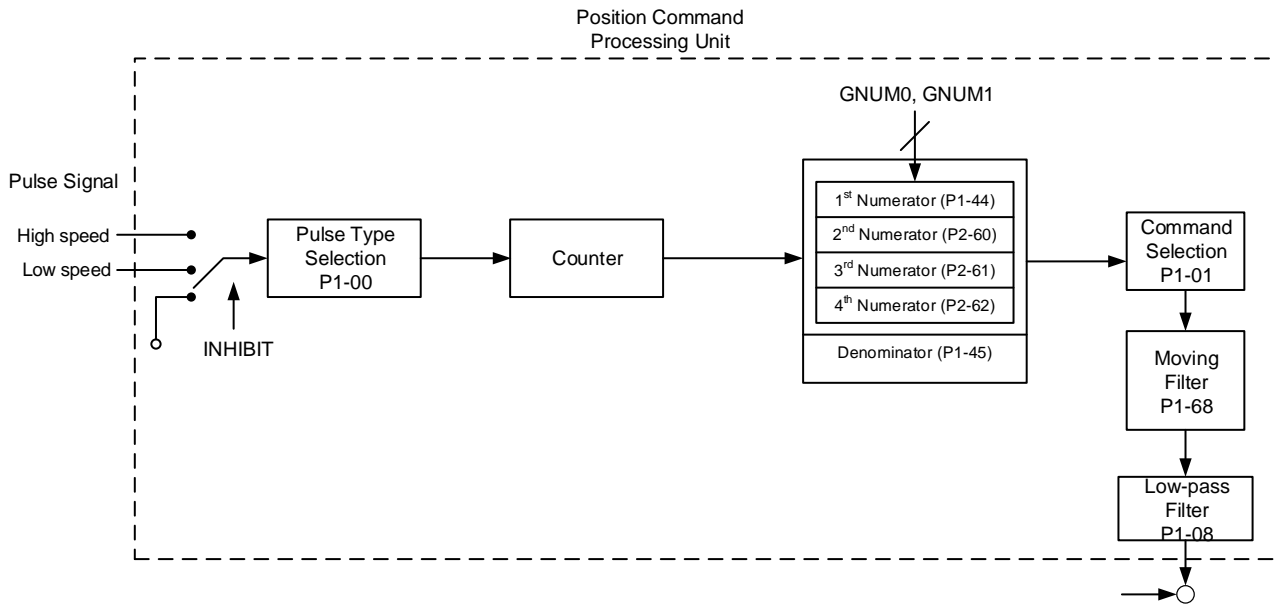 Position Command
Processing Unit
GNUM0, GNUM1
Pulse Signal
High speed
Low speed
INHIBIT
Pulse Type
Selection
P1-00
Counter
1st Numerator (P1-44)
2nd Numerator (P2-60)
3rd Numerator (P2-61)
4th Numerator (P2-62)
Denominator (P1-45)
Command
Selection
P1-01
Moving
Filter
P1-68
Low-pass
Filter
P1-08